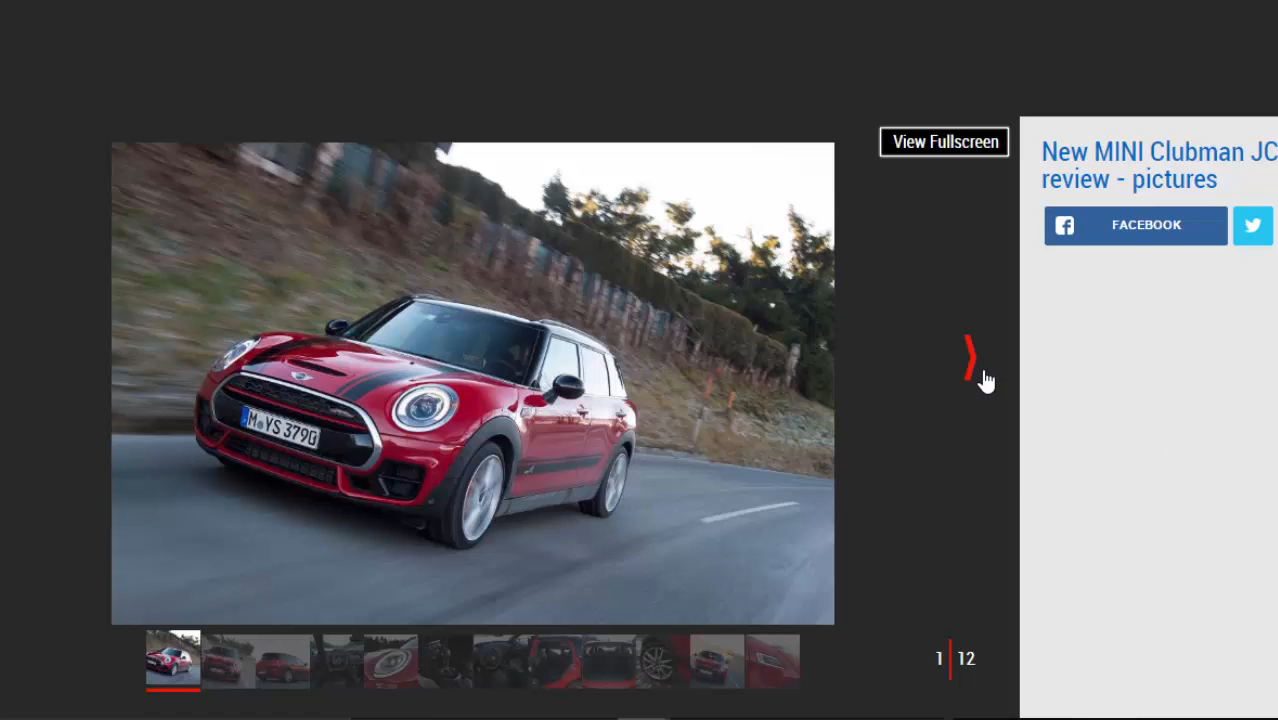 View Fullscreen
New MINI Clubman JC
review - pictures
FACEBOOK
M YS 3790
1 12